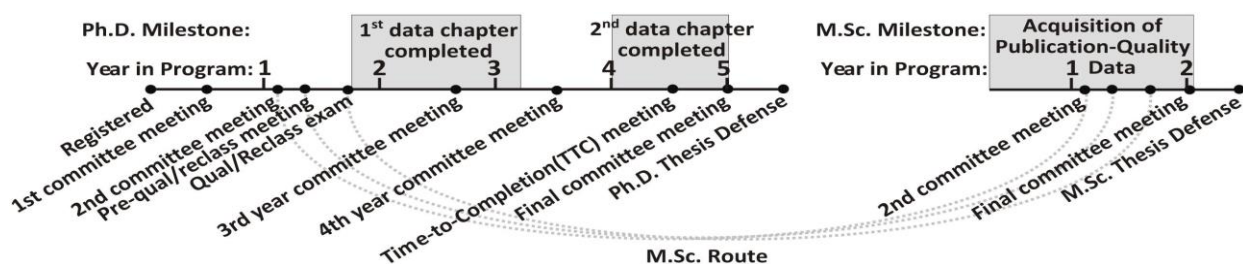 Ph.D. Milestone:
1st data chapter
completed
2nd data chapter
completed
Year in Program:
1
2
3
4
5
Registered
1st committee meeting
2nd committee meeting
Pre-qual/reclass meeting
Qual/Reclass exam
3rd year committee meeting
4th year committee meeting
Time-to-Completion(TTC) meeting
Final committee meeting
Ph.D. Thesis Defense
M.Sc. Milestone:
Acquisition of
Publication-Quality
Data
Year in Program:
1
2
2nd committee meeting
Final committee meeting
M.Sc. Thesis Defense
M.Sc. Route